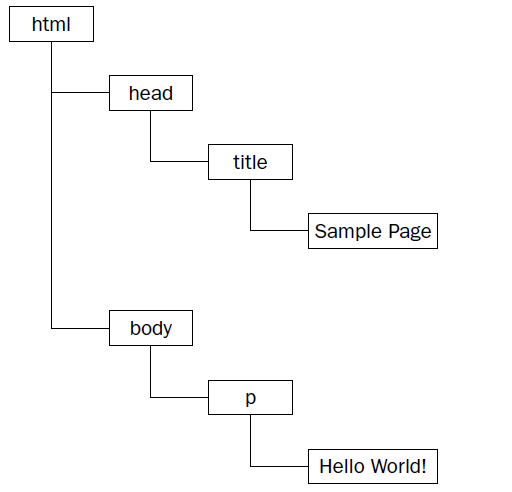 html
head
title
Sample Page
body
p
Hello World!